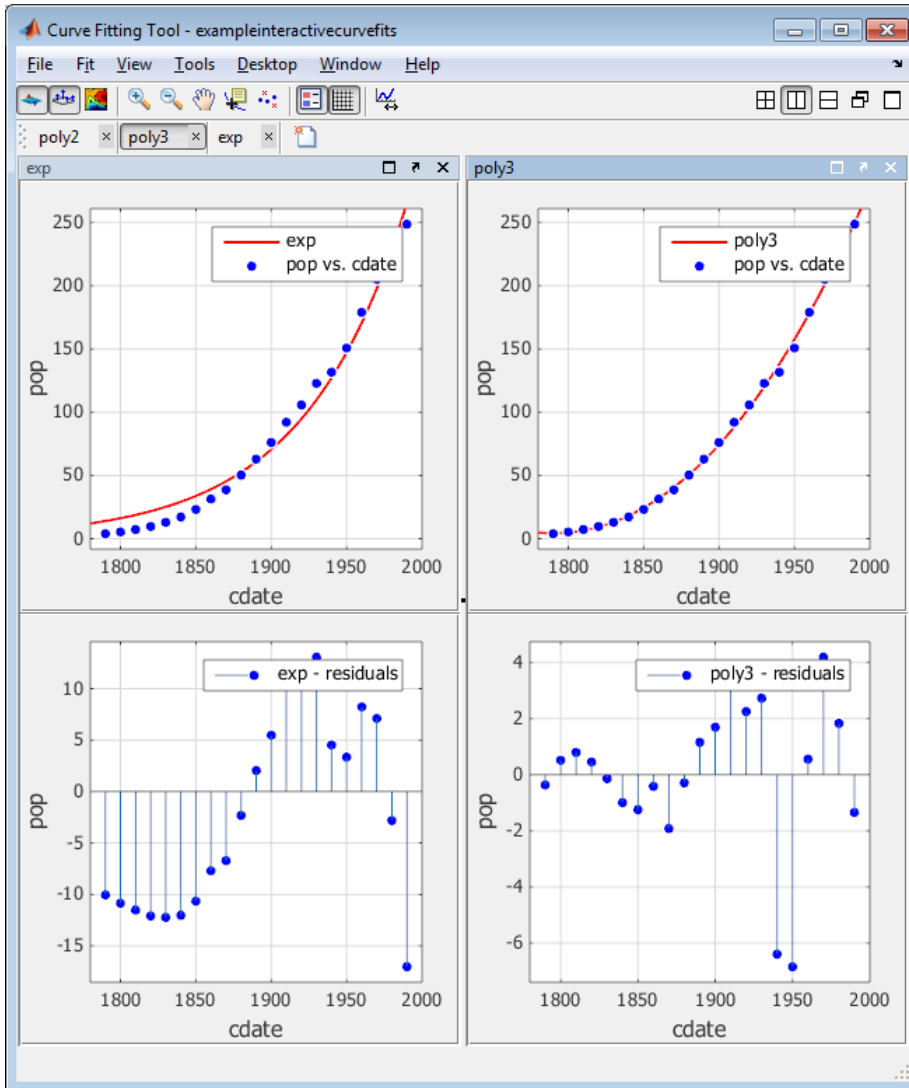 Curve Fitting Tool - exampleinteractivecurvefits
File Fit View Tools Desktop Window Help
poly2 poly3 exp
exp
250
200
150
100
50
0
pop
exp
pop vs. cdate
1800 1850 1900 1950 2000
cdate
10
5
0
-5
-10
-15
pop
exp - residuals
1800 1850 1900 1950 2000
cdate
poly3
250
200
150
100
50
0
pop
poly3
pop vs. cdate
1800 1850 1900 1950 2000
cdate
4
2
0
-2
-4
-6
pop
poly3 - residuals
1800 1850 1900 1950 2000
cdate